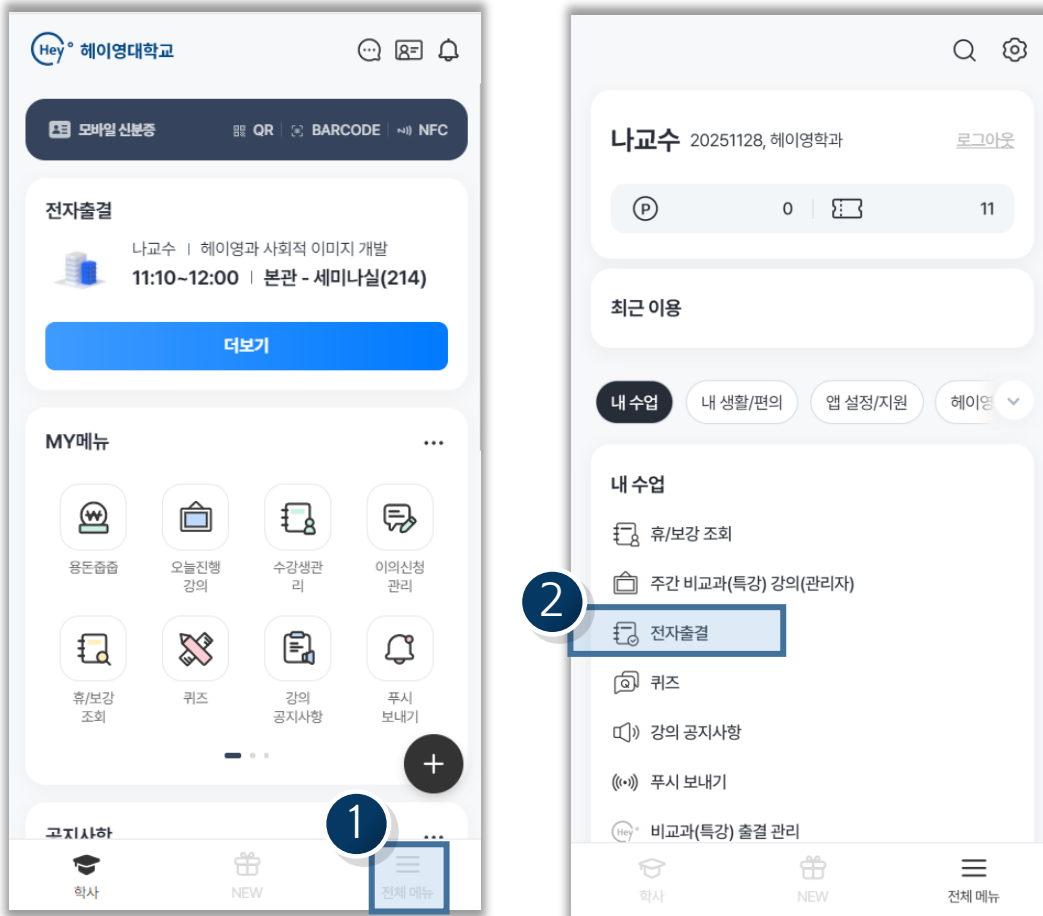 Hey 헤이영대학교
모바일 신분증 QR BARCODE NFC
전자출결
나교수 | 헤이영과 사회적 이미지 개발
11:10~12:00 | 본관 - 세미나실(214)
더보기
MY메뉴
용돈줍줍
오늘진행
강의
수강생관
리
이의신청
관리
휴/보강
조회
퀴즈
강의
공지사항
푸시
보내기
공지사항
1
학사
NEW
전체 메뉴
나교수 20251128, 헤이영학과 로그아웃
P 0 11
최근 이용
내 수업 내 생활/편의 앱 설정/지원 헤이영
내 수업
휴/보강 조회
주간 비교과(특강) 강의(관리자)
2
전자출결
Q 퀴즈
강의 공지사항
푸시 보내기
Hey 비교과(특강) 출결 관리
학사
NEW
전체 메뉴